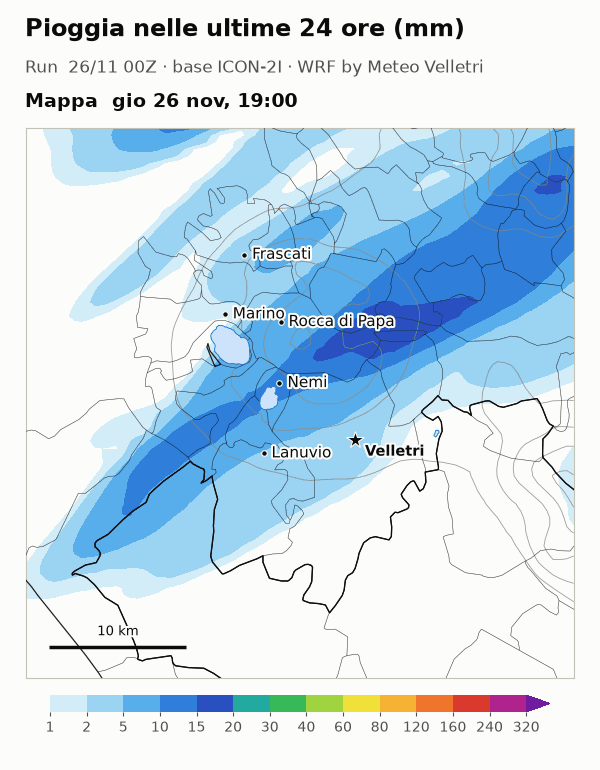 Pioggia nelle ultime 24 ore (mm)
Run 26/11 00Z · base ICON-2I · WRF by Meteo Velletri
Mappa gio 26 nov, 19:00
Frascati
Marino
Rocca di Papa
Nemi
Velletri
Lanuvio
10 km
1 2 5 10 15 20 30 40 60 80 120 160 240 320